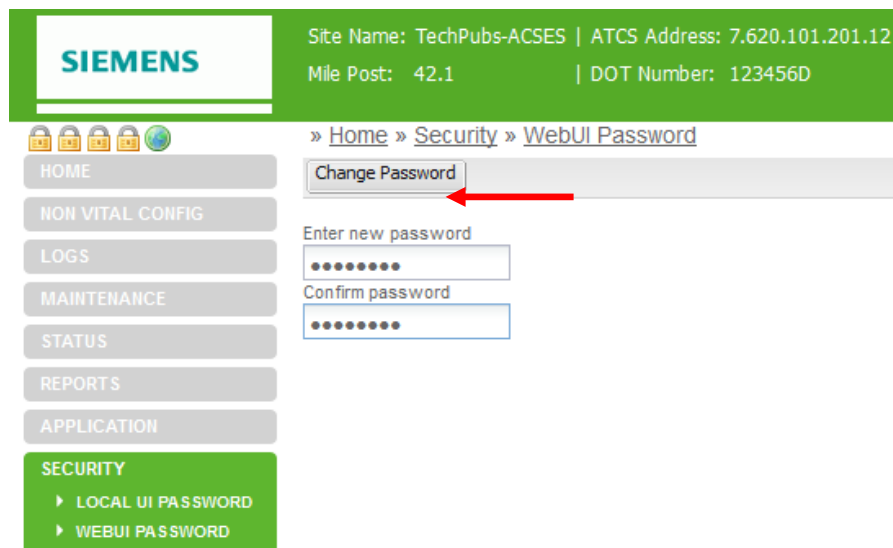 SIEMENS
Site Name: TechPubs-ACSES | ATCS Address: 7.620.101.201.12
Mile Post: 42.1 | DOT Number: 123456D
» Home » Security » WebUI Password
HOME
NON VITAL CONFIG
LOGS
MAINTENANCE
STATUS
REPORTS
APPLICATION
SECURITY
LOCAL UI PASSWORD
WEBUI PASSWORD
Change Password
Enter new password
●●●●●●●●
Confirm password
●●●●●●●●